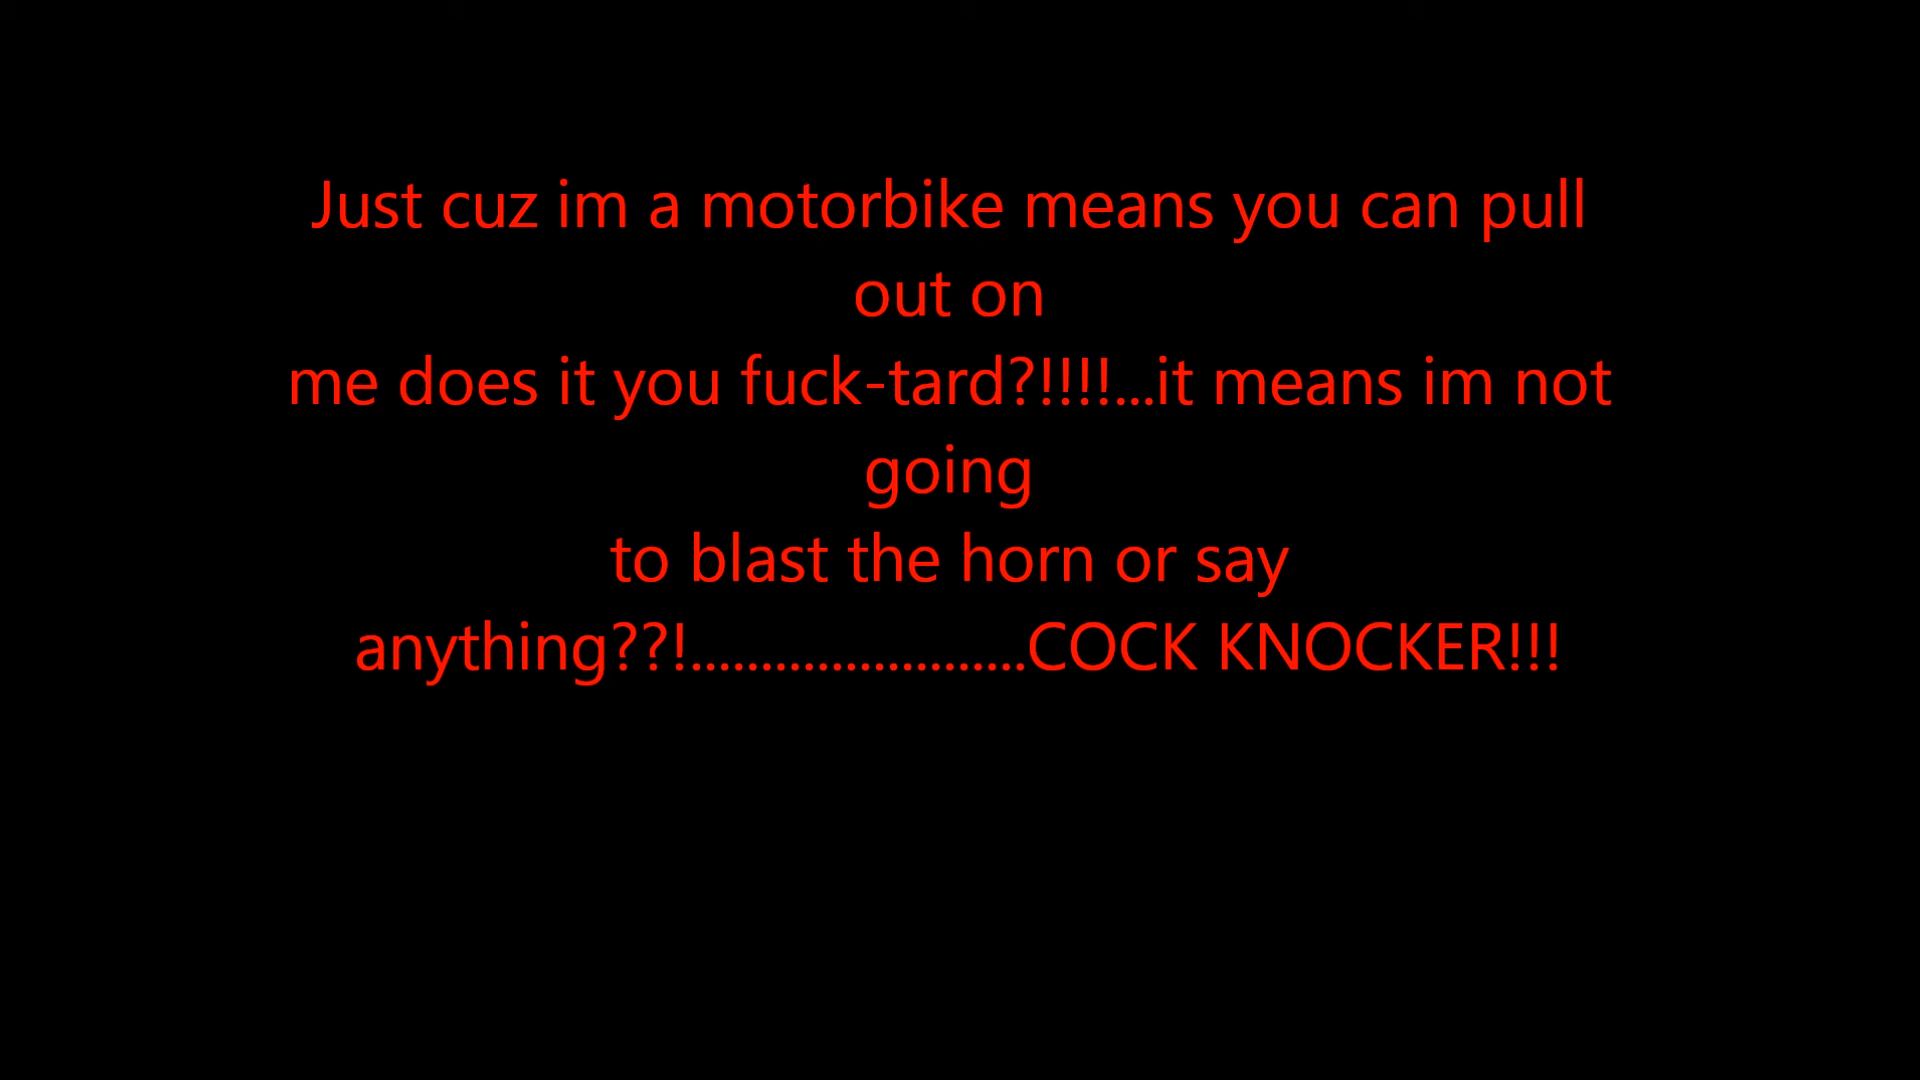 Just cuz im a motorbike means you can pull
out on
me does it you fuck-tard?!!!!...it means im not
going
to blast the horn or say
anything??!........................COCK KNOCKER!!!